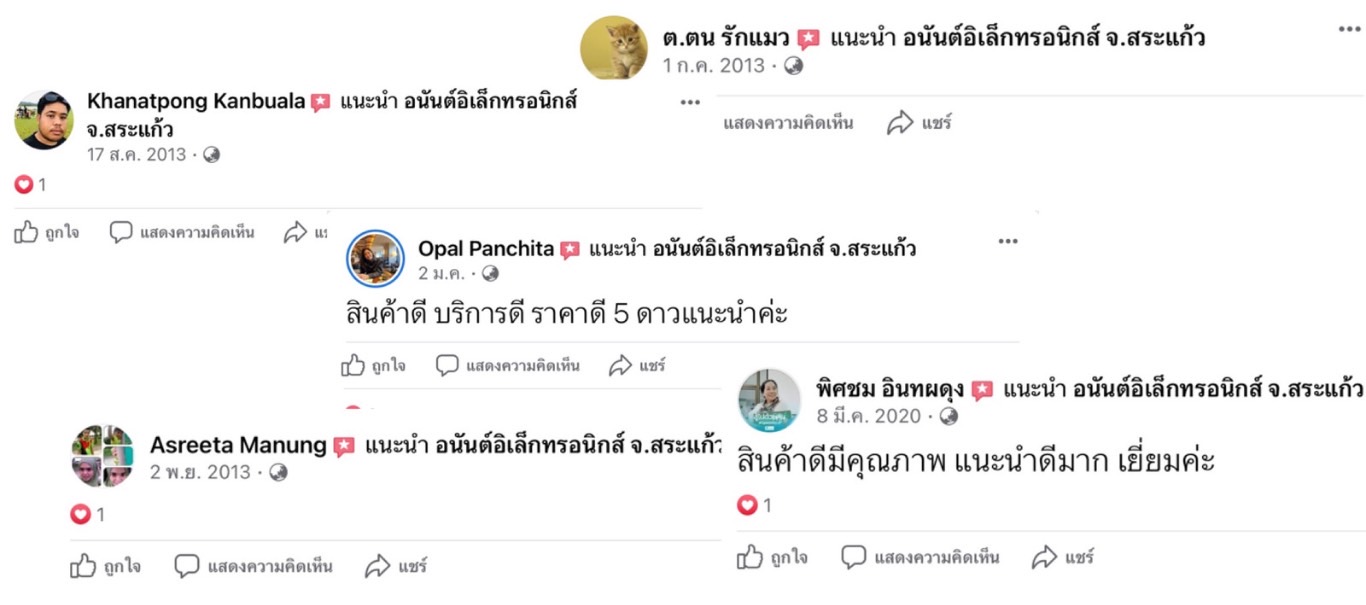 ต.ตน รักแมว แนะนำ อนันต์อิเล็กทรอนิกส์ จ.สระแก้ว
1 ก.ค. 2013 ·
แสดงความคิดเห็น แชร์
Khanatpong Kanbuala แนะนำ อนันต์อิเล็กทรอนิกส์
จ.สระแก้ว
17 ส.ค. 2013 ·
1
ถูกใจ แสดงความคิดเห็น
Opal Panchita แนะนำ อนันต์อิเล็กทรอนิกส์ จ.สระแก้ว
2 ม.ค. ·
สินค้าดี บริการดี ราคาดี 5 ดาวแนะนำค่ะ
ถูกใจ แสดงความคิดเห็น แชร์
พิศชม อินทผดุง แนะนำ อนันต์อิเล็กทรอนิกส์ จ.สระแก้ว
8 มี.ค. 2020 ·
สินค้าดีมีคุณภาพ แนะนำดีมาก เยี่ยมค่ะ
1
ถูกใจ แสดงความคิดเห็น แชร์
Asreeta Manung แนะนำ อนันต์อิเล็กทรอนิกส์ จ.สระแก้ว
2 พ.ย. 2013 ·
1
ถูกใจ แสดงความคิดเห็น แชร์